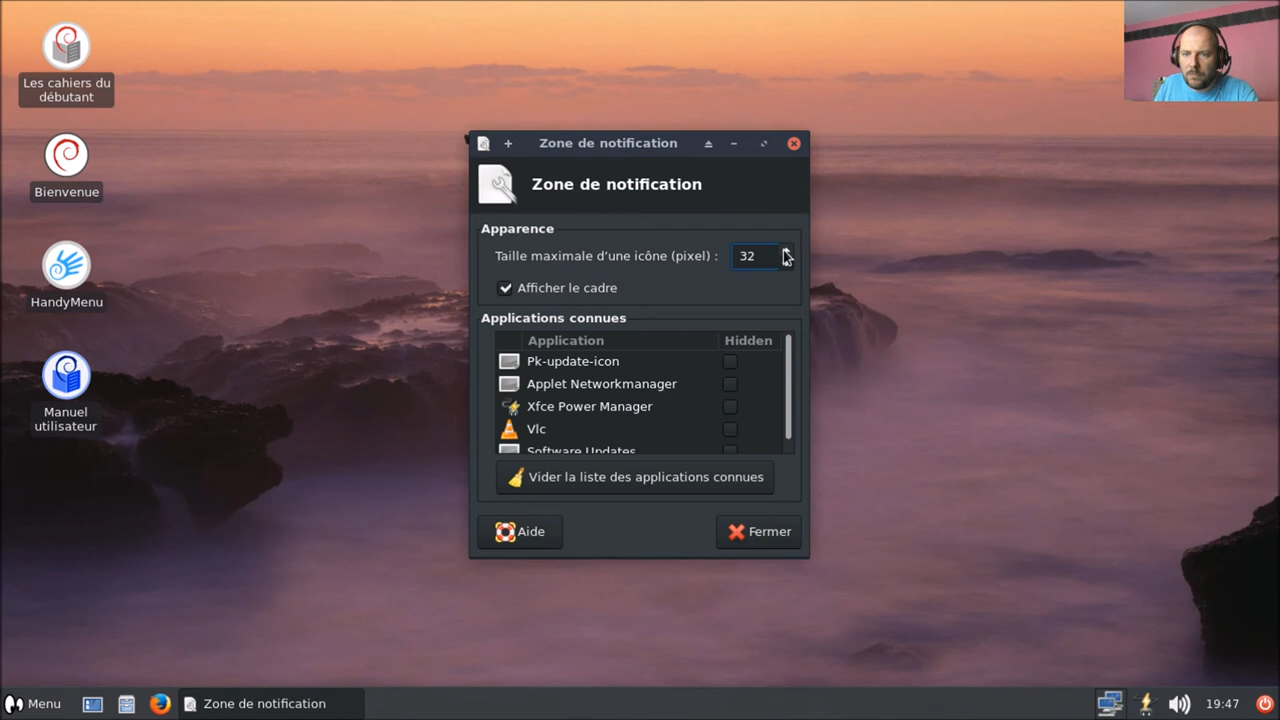 Les cahiers du
débutant
Bienvenue
HandyMenu
Manuel
utilisateur
Zone de notification
Zone de notification
Apparence
Taille maximale d'une icône (pixel) : 32
Afficher le cadre
Applications connues
Application Hidden
Pk-update-icon
Applet Networkmanager
Xfce Power Manager
Vlc
Software Updates
Vider la liste des applications connues
Aide Fermer
Menu Zone de notification 19:47